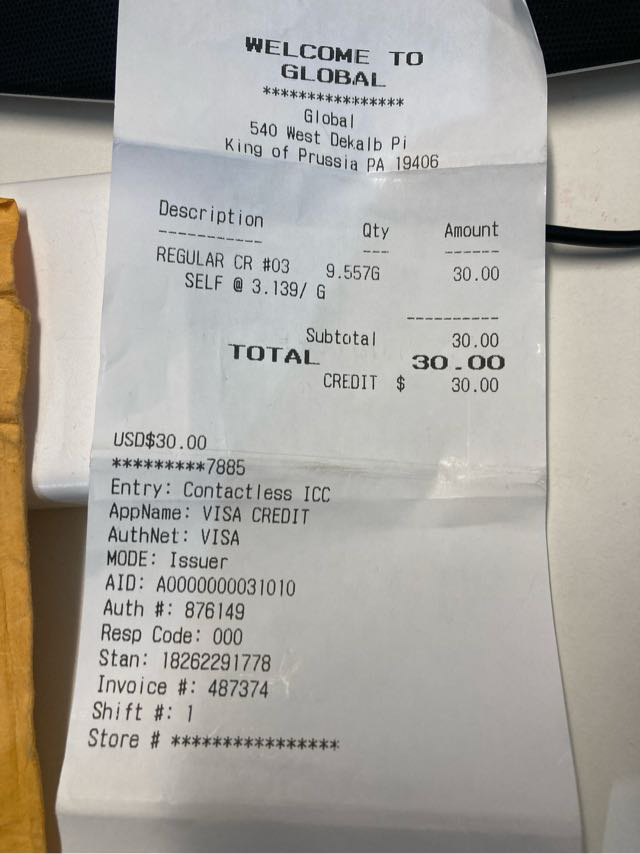 WELCOME TO
GLOBAL
****************
Global
540 West Dekalb Pi
King of Prussia PA 19406
Description Qty Amount
----------- --- ------
REGULAR CR #03 9.557G 30.00
SELF @ 3.139/ G
----------
Subtotal 30.00
TOTAL 30.00
CREDIT $ 30.00
USD$30.00
*********7885
Entry: Contactless ICC
AppName: VISA CREDIT
AuthNet: VISA
MODE: Issuer
AID: A0000000031010
Auth #: 876149
Resp Code: 000
Stan: 18262291778
Invoice #: 487374
Shift #: 1
Store # ****************